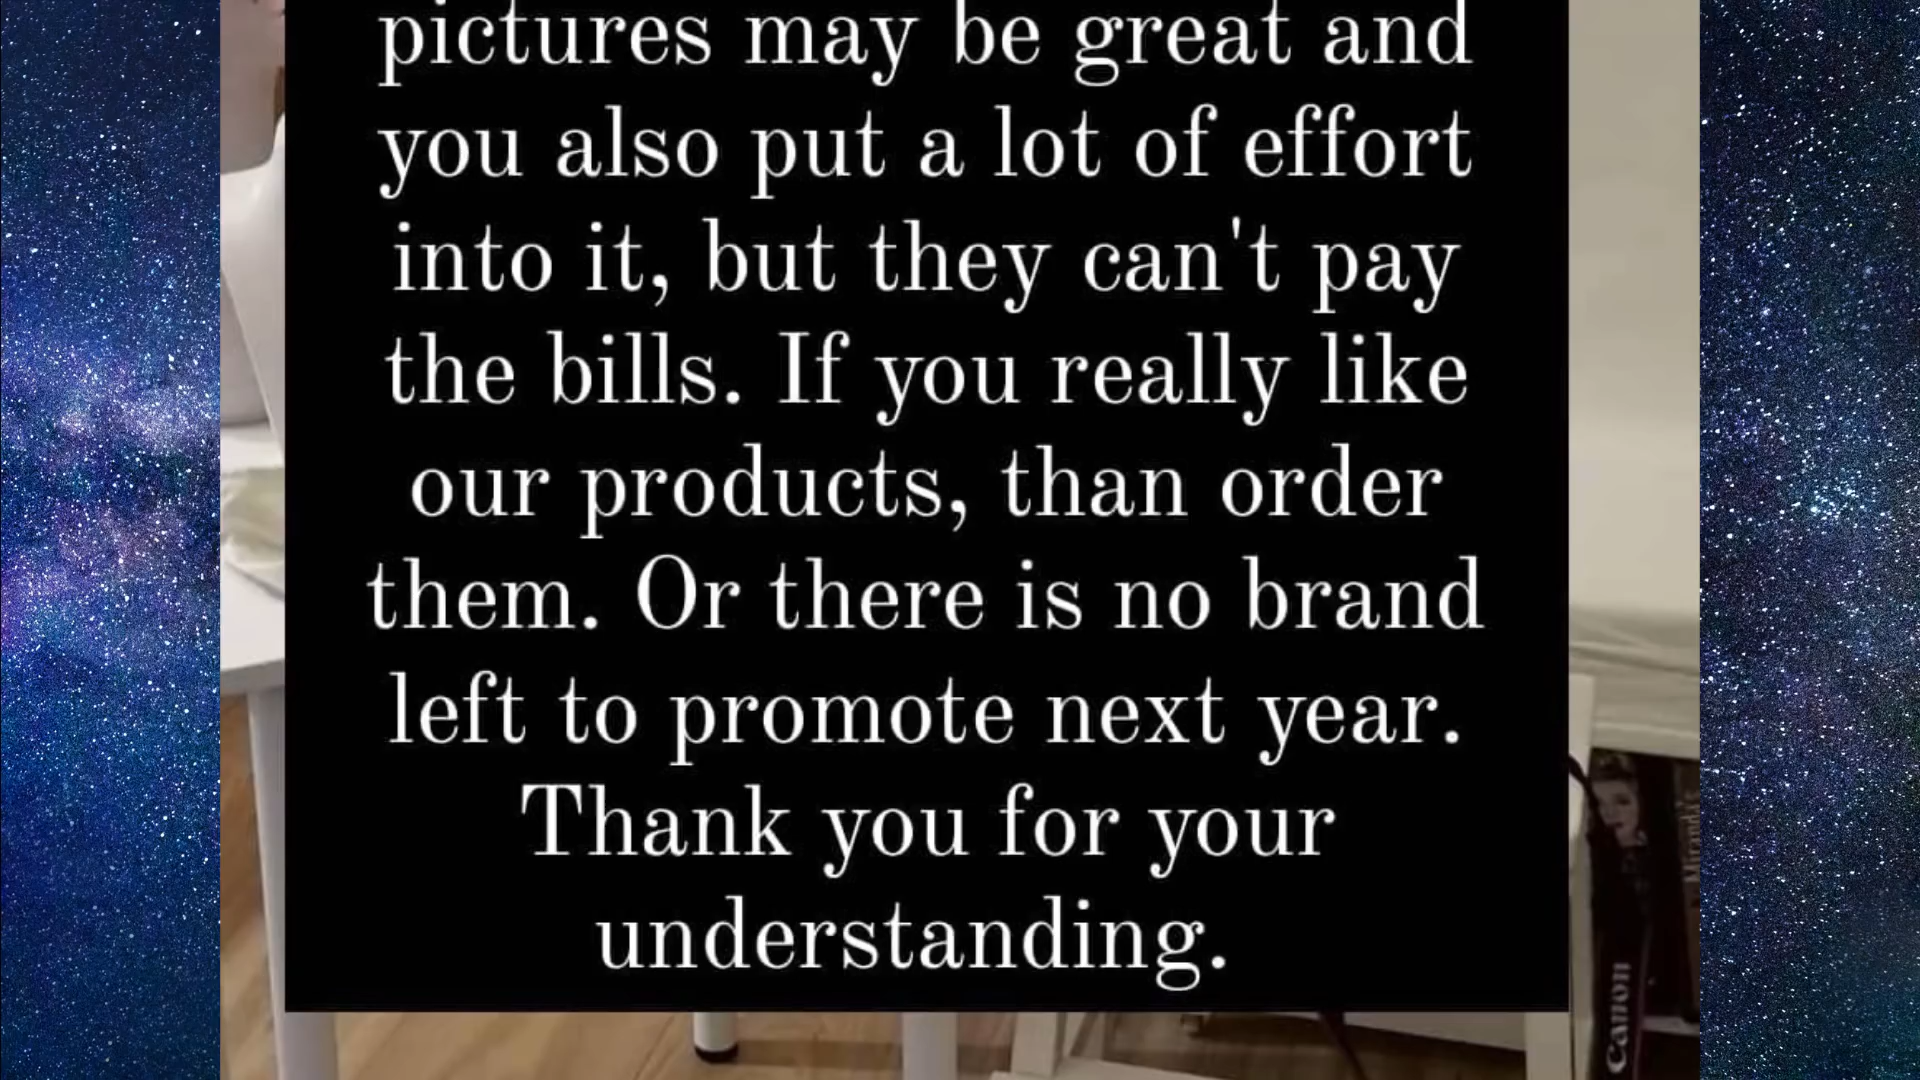 pictures may be great and
you also put a lot of effort
into it, but they can't pay
the bills. If you really like
our products, than order
them. Or there is no brand
left to promote next year.
Thank you for your
understanding.
Miranda's
Canon